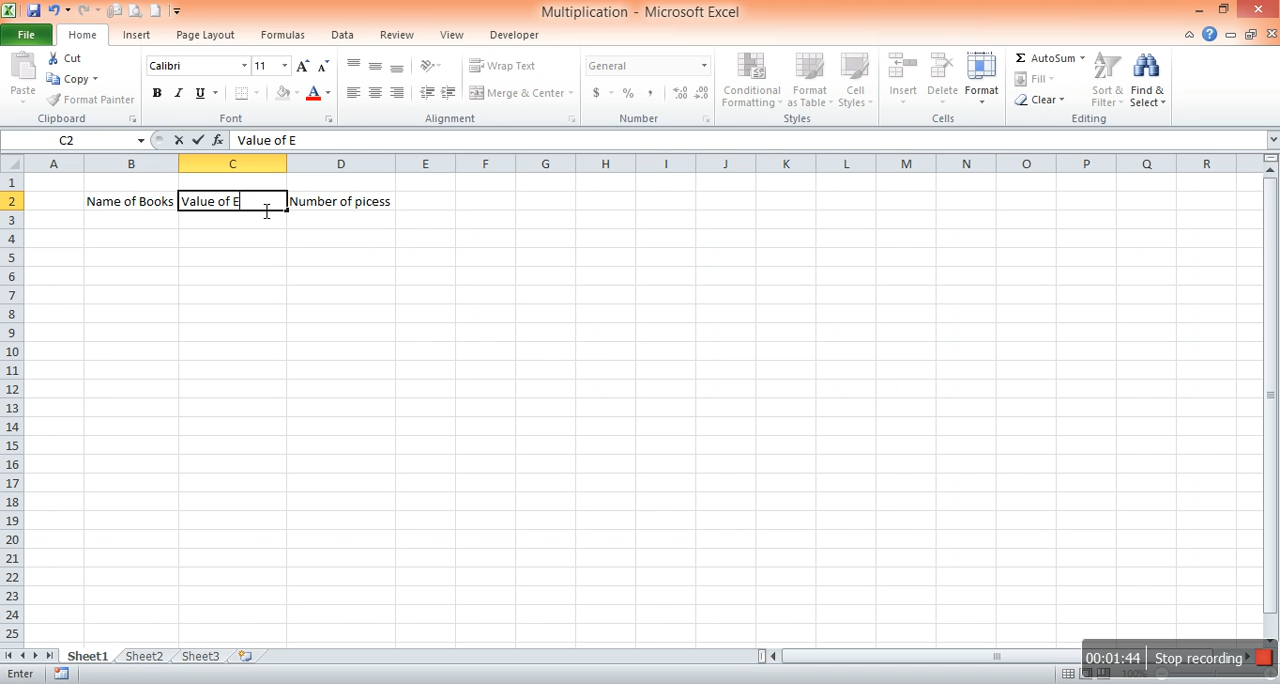 Multiplication - Microsoft Excel
File Home Insert Page Layout Formulas Data Review View Developer
Paste
Cut
Copy
Format Painter
Clipboard
Calibri 11
B I U A
Font
Wrap Text
Merge & Center
Alignment
General
$ % ,
Number
Conditional Formatting
Format as Table
Cell Styles
Styles
Insert Delete Format
Cells
Σ AutoSum
Fill
Clear
Sort & Filter
Find & Select
Editing
C2 fx Value of E
A B C D E F G H I J K L M N O P Q R
1
2 Name of Books Value of E Number of picess
3
4
5
6
7
8
9
10
11
12
13
14
15
16
17
18
19
20
21
22
23
24
25
Sheet1 Sheet2 Sheet3
00:01:44 Stop recording
Enter 100%